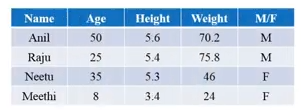 Name Age Height Weight M/F
Anil 50 5.6 70.2 M
Raju 25 5.4 75.8 M
Neetu 35 5.3 46 F
Meethi 8 3.4 24 F